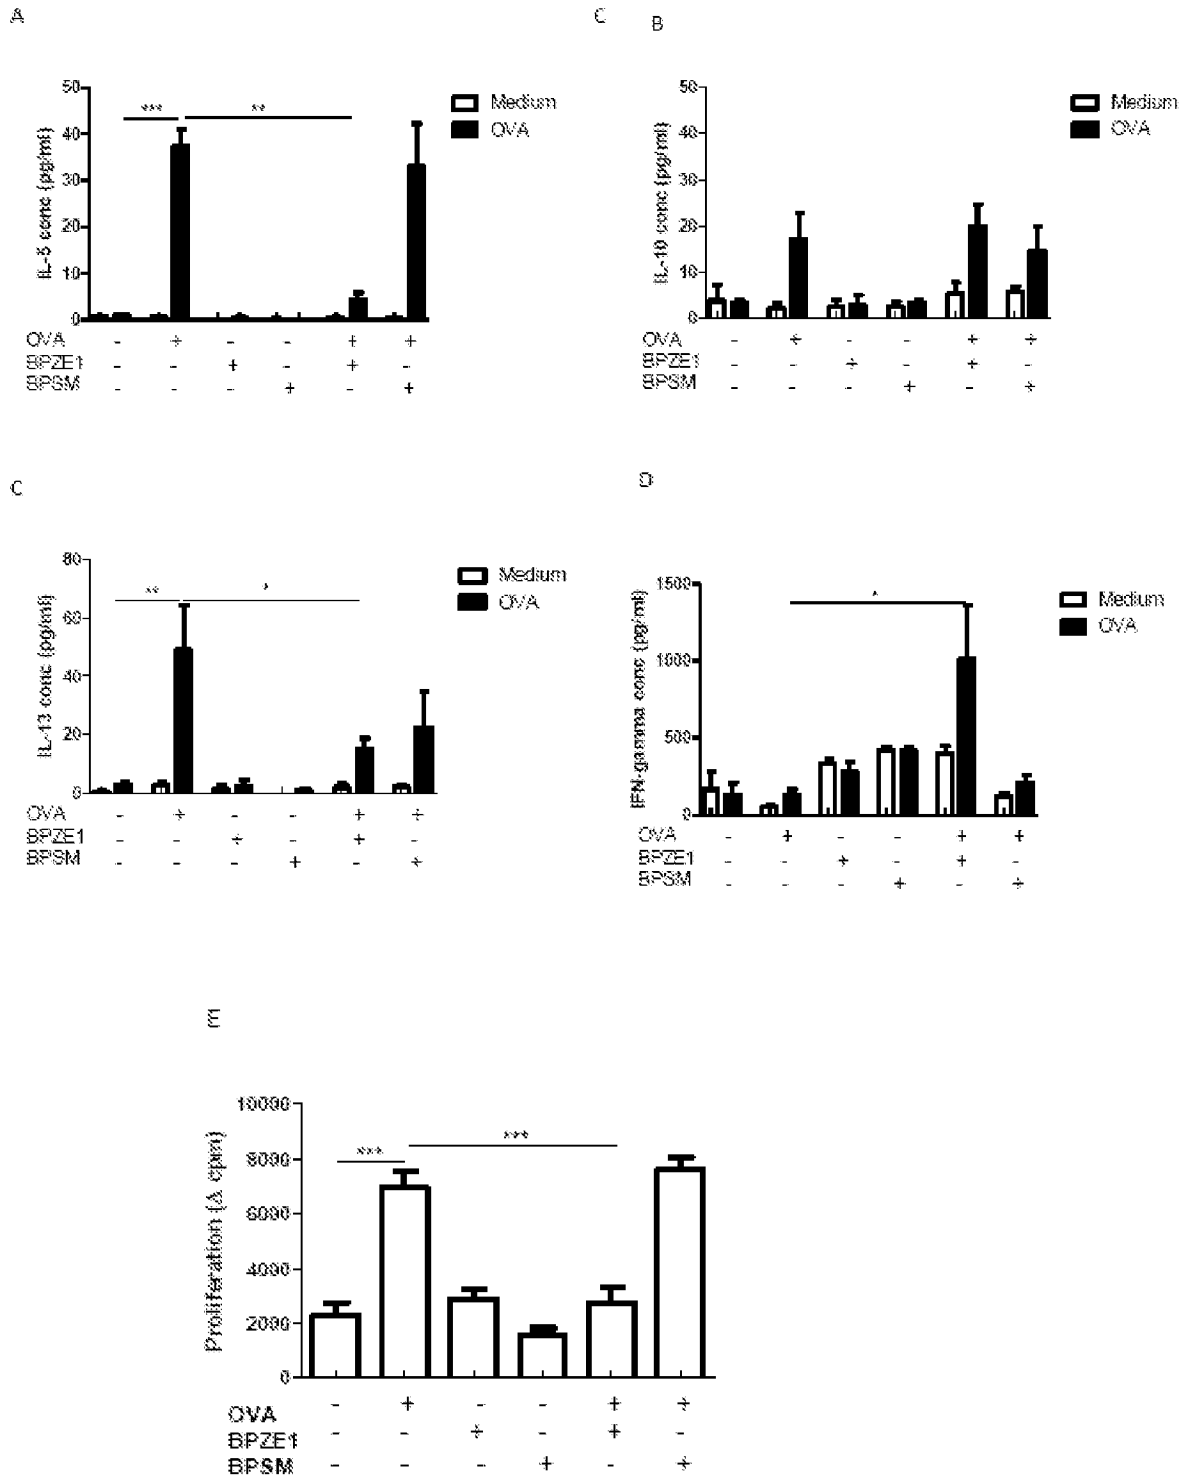 A
C
B
50
40
30
20
10
0
IL-5 conc (pg/ml)
***
**
Medium
OVA
OVA - + - - + +
BPZE1 - - + - + -
BPSM - - - + - +
50
40
30
20
10
0
IL-10 conc (pg/ml)
Medium
OVA
OVA - + - - + +
BPZE1 - - + - + -
BPSM - - - + - +
C
80
60
40
20
0
IL-13 conc (pg/ml)
**
*
Medium
OVA
OVA - + - - + +
BPZE1 - - + - + -
BPSM - - - + - +
D
1500
1000
500
0
IFN-gamma conc (pg/ml)
*
Medium
OVA
OVA - + - - + +
BPZE1 - - + - + -
BPSM - - - + - +
E
10000
8000
6000
4000
2000
0
Proliferation (Δ cpm)
***
***
OVA - + - - + +
BPZE1 - - + - + -
BPSM - - - + - +